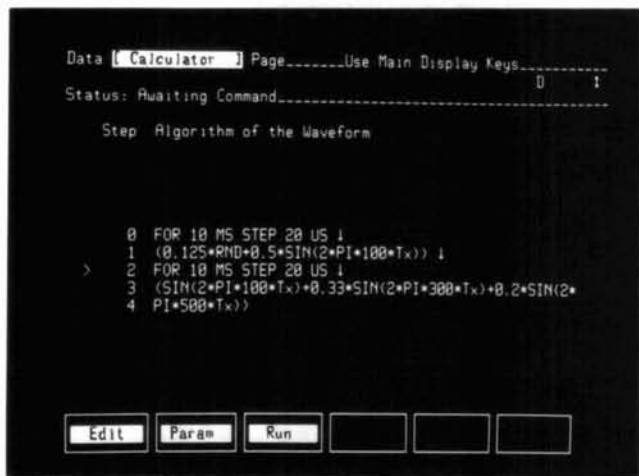 Data [ Calculator ] Page_______Use Main Display Keys__________
D I
Status: Awaiting Command______________________________
Step Algorithm of the Waveform
0 FOR 10 MS STEP 20 US ↓
1 (0.125*RND+0.5*SIN(2*PI*100*Tx)) ↓
> 2 FOR 10 MS STEP 20 US ↓
3 (SIN(2*PI*100*Tx)+0.33*SIN(2*PI*300*Tx)+0.2*SIN(2*
4 PI*500*Tx))
Edit Param Run